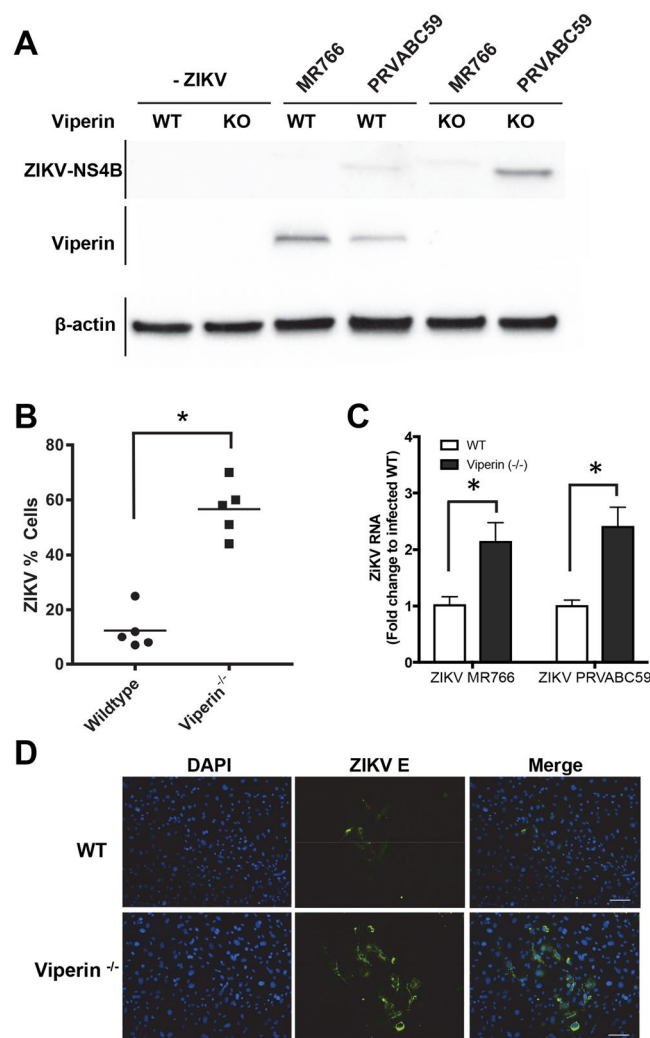 A
- ZIKV MR766 PRVABC59 MR766 PRVABC59
Viperin WT KO WT WT KO KO
ZIKV-NS4B
Viperin
β-actin
B
*
80
60
40
20
0
ZIKV % Cells
Wildtype
Viperin-/-
C
WT
Viperin (-/-)
* *
4
3
2
1
0
ZiKV RNA
(Fold change to infected WT)
ZIKV MR766 ZIKV PRVABC59
D
DAPI ZIKV E Merge
WT
Viperin -/-